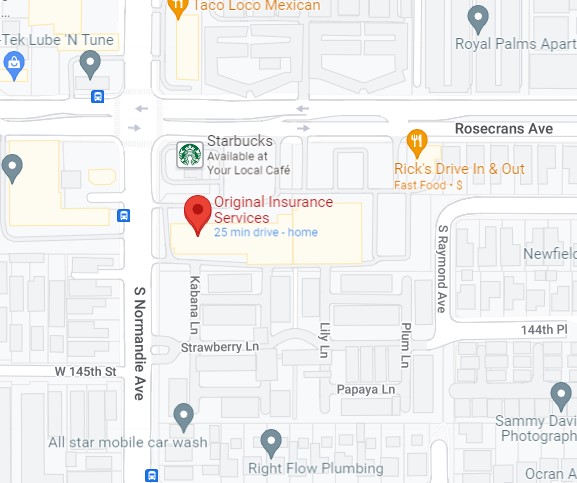 Taco Loco Mexican
-Tek Lube 'N Tune
Royal Palms Apart
Rosecrans Ave
Starbucks
Available at
Your Local Café
Rick's Drive In & Out
Fast Food · $
Original Insurance
Services
25 min drive - home
S Raymond Ave
Newfield
Kabana Ln
S Normandie Ave
Lily Ln
Plum Ln
144th Pl
Strawberry Ln
W 145th St
Papaya Ln
All star mobile car wash
Sammy Davi
Photograph
Right Flow Plumbing
Ocran A